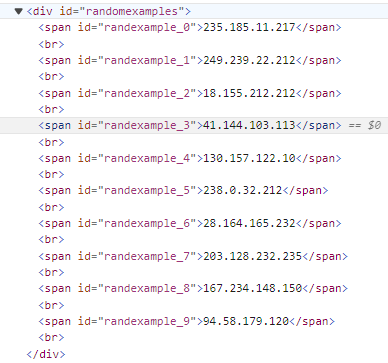 ▼<div id="randomexamples">
<span id="randexample_0">235.185.11.217</span>
<br>
<span id="randexample_1">249.239.22.212</span>
<br>
<span id="randexample_2">18.155.212.212</span>
<br>
<span id="randexample_3">41.144.103.113</span> == $0
<br>
<span id="randexample_4">130.157.122.10</span>
<br>
<span id="randexample_5">238.0.32.212</span>
<br>
<span id="randexample_6">28.164.165.232</span>
<br>
<span id="randexample_7">203.128.232.235</span>
<br>
<span id="randexample_8">167.234.148.150</span>
<br>
<span id="randexample_9">94.58.179.120</span>
<br>
</div>